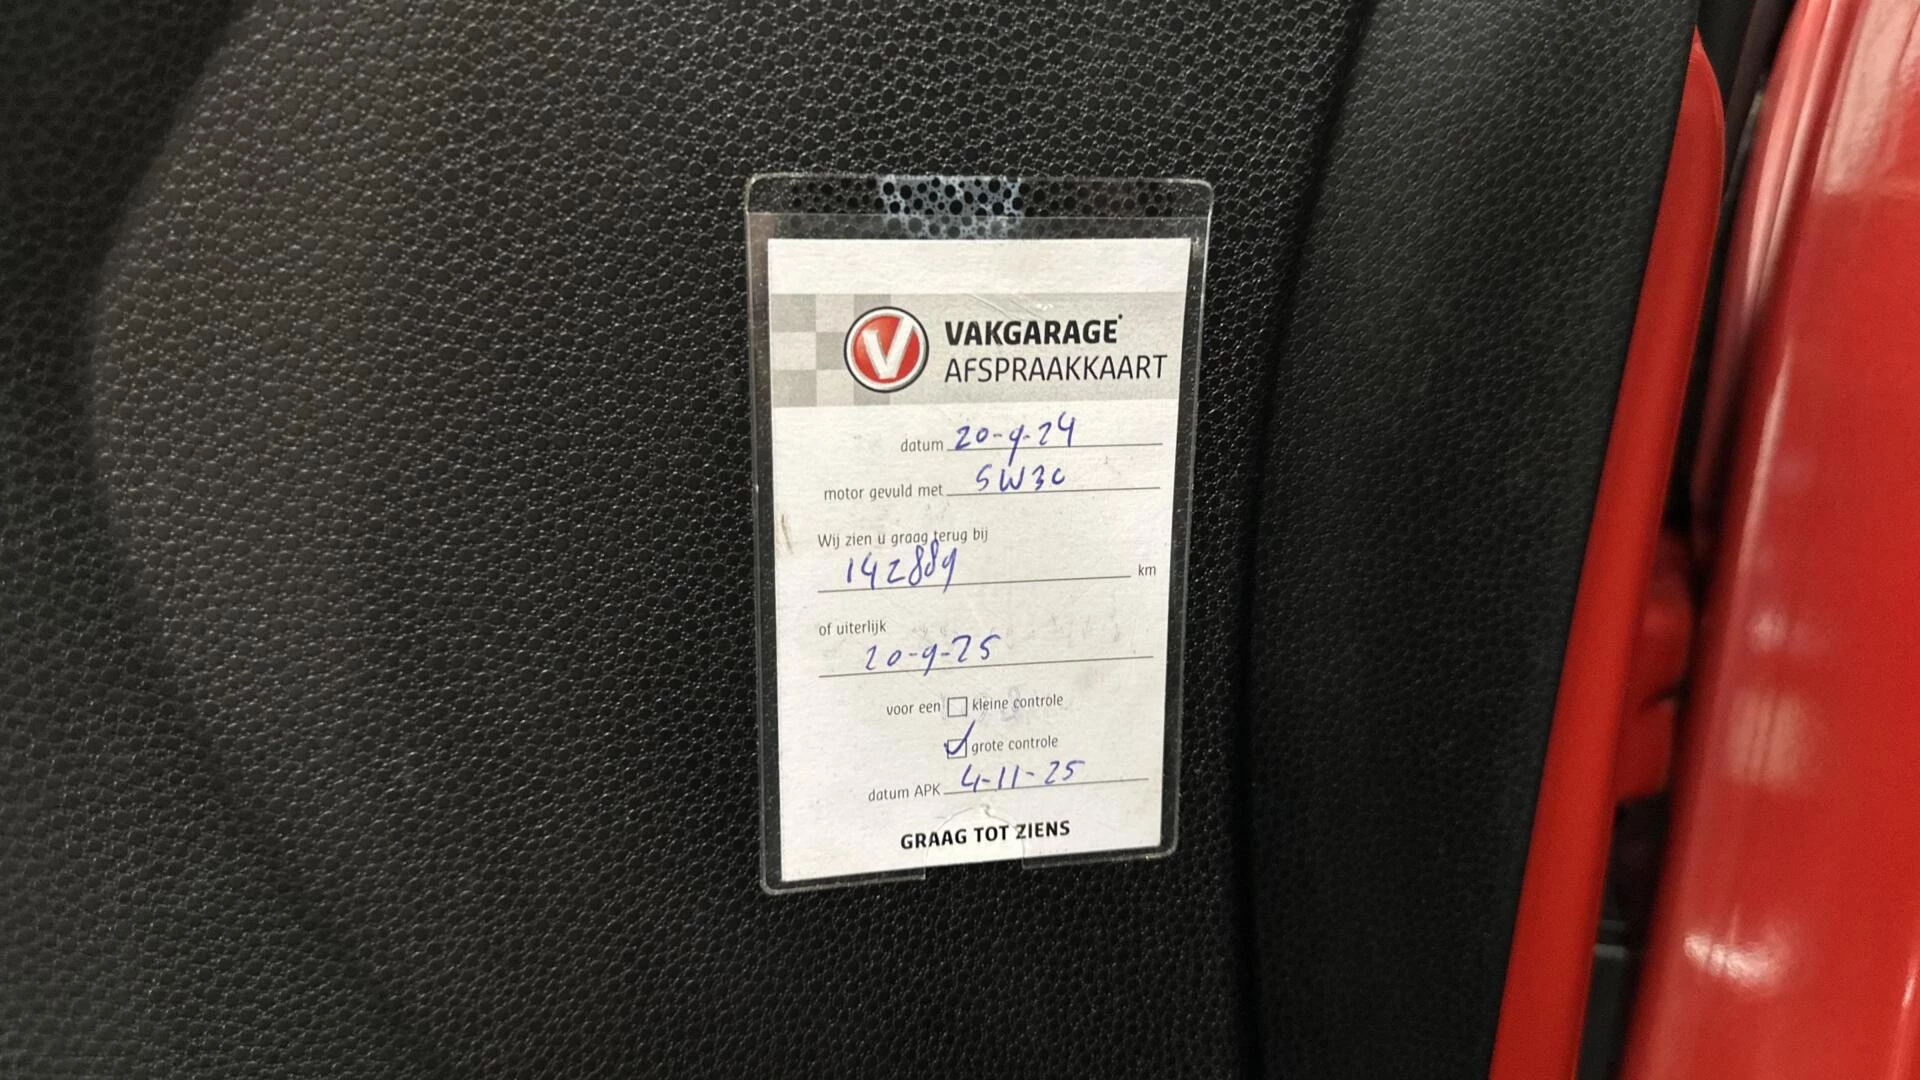 V VAKGARAGE
AFSPRAAKKAART
datum 20-9-24
motor gevuld met 5W30
Wij zien u graag terug bij
142889 km
of uiterlijk
20-9-25
voor een kleine controle
grote controle
datum APK 4-11-25
GRAAG TOT ZIENS